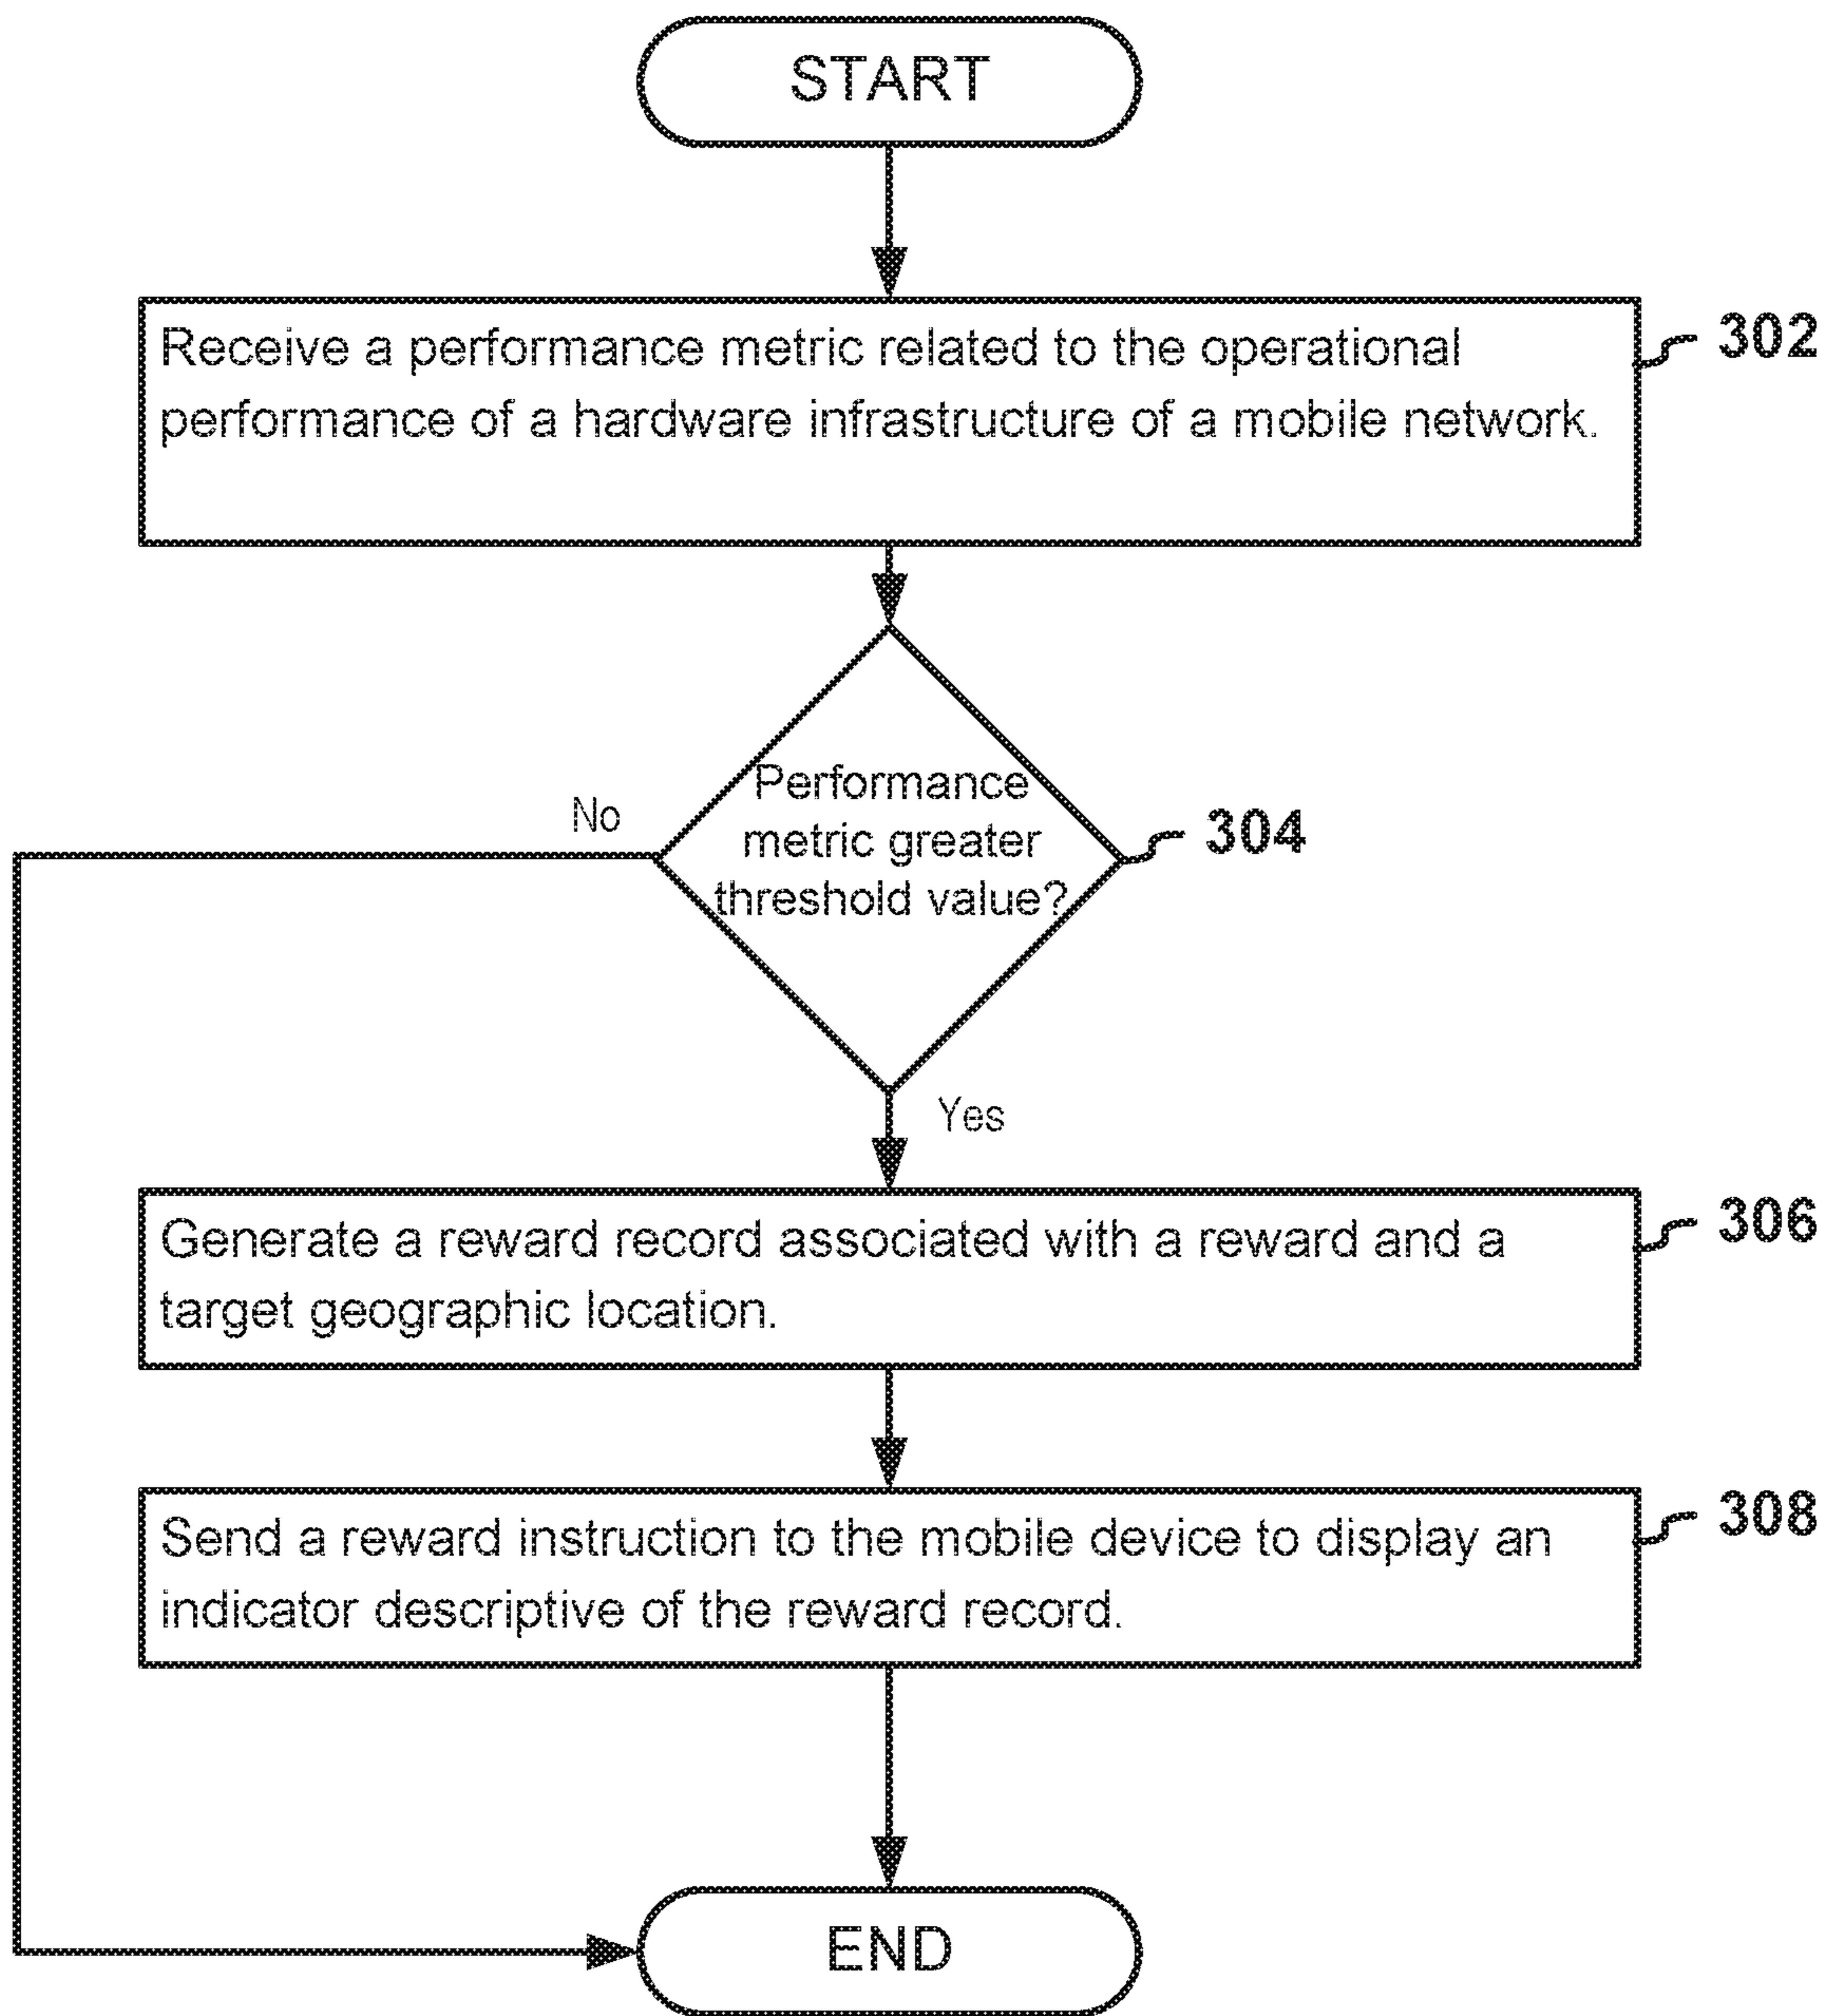 START
Receive a performance metric related to the operational
performance of a hardware infrastructure of a mobile network.
302
Performance
metric greater
threshold value?
No
304
Yes
Generate a reward record associated with a reward and a
target geographic location.
306
Send a reward instruction to the mobile device to display an
indicator descriptive of the reward record.
308
END